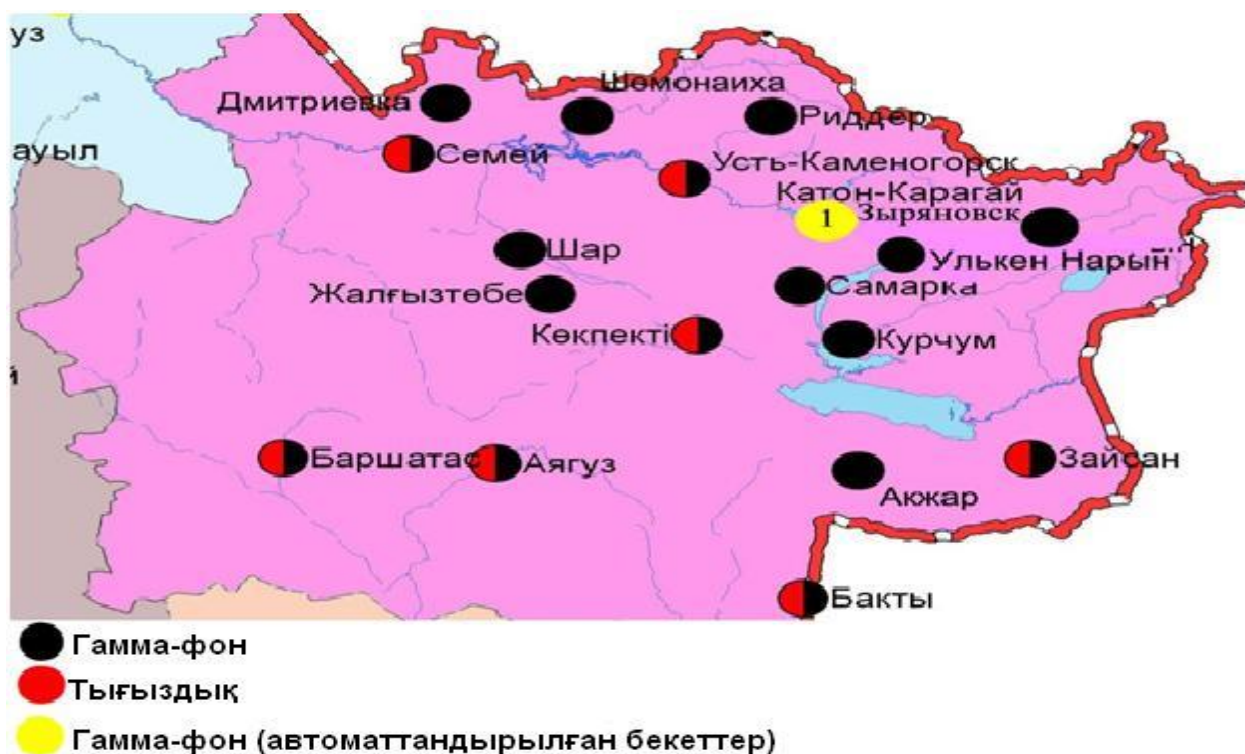 уз
Шемонаиха
Дмитриевка
Риддер
ауыл
Семей
Усть-Каменогорск
Катон-Карагай
1
Зыряновск
Шар
Улькен Нарын
Жалғызтөбе
Самарка
Көкпекті
Курчум
й
Баршатас
Аягуз
Зайсан
Акжар
Бакты
Гамма-фон
Тығыздық
Гамма-фон (автоматтандырылған бекеттер)